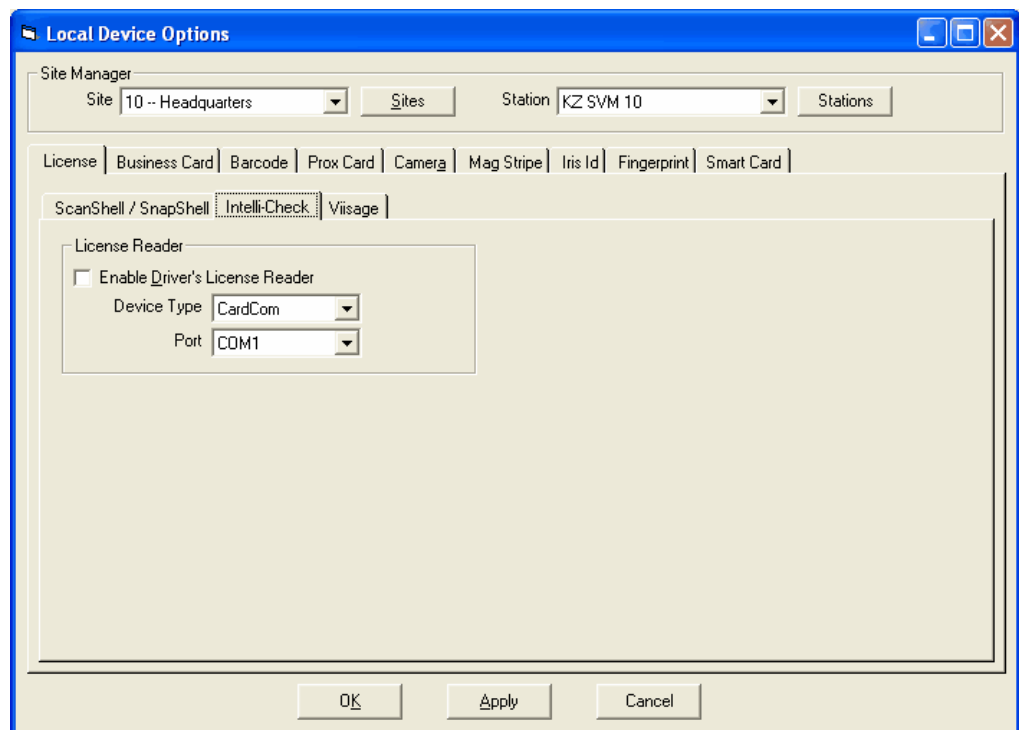 Local Device Options
Site Manager
Site 10 -- Headquarters Sites Station KZ SVM 10 Stations
License Business Card Barcode Prox Card Camera Mag Stripe Iris Id Fingerprint Smart Card
ScanShell / SnapShell Intelli-Check Viisage
License Reader
Enable Driver's License Reader
Device Type CardCom
Port COM1
OK Apply Cancel